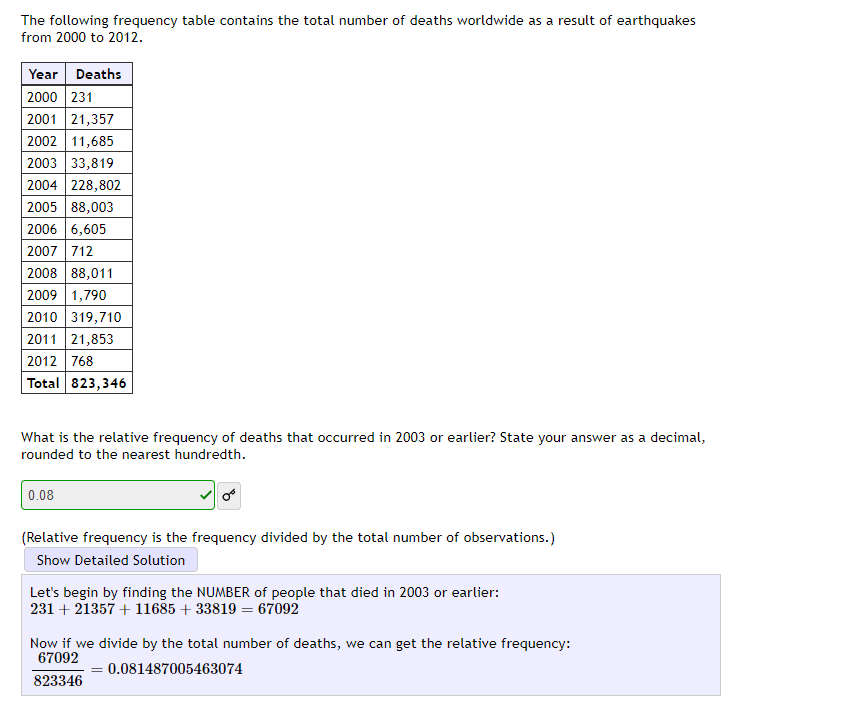 The following frequency table contains the total number of deaths worldwide as a result of earthquakes
from 2000 to 2012.
Year Deaths
2000 231
2001 21,357
2002 11,685
2003 33,819
2004 228,802
2005 88,003
2006 6,605
2007 712
2008 88,011
2009 1,790
2010 319,710
2011 21,853
2012 768
Total 823,346
What is the relative frequency of deaths that occurred in 2003 or earlier? State your answer as a decimal,
rounded to the nearest hundredth.
0.08
(Relative frequency is the frequency divided by the total number of observations.)
Show Detailed Solution
Let's begin by finding the NUMBER of people that died in 2003 or earlier:
231 + 21357 + 11685 + 33819 = 67092
Now if we divide by the total number of deaths, we can get the relative frequency:
67092
823346
= 0.081487005463074